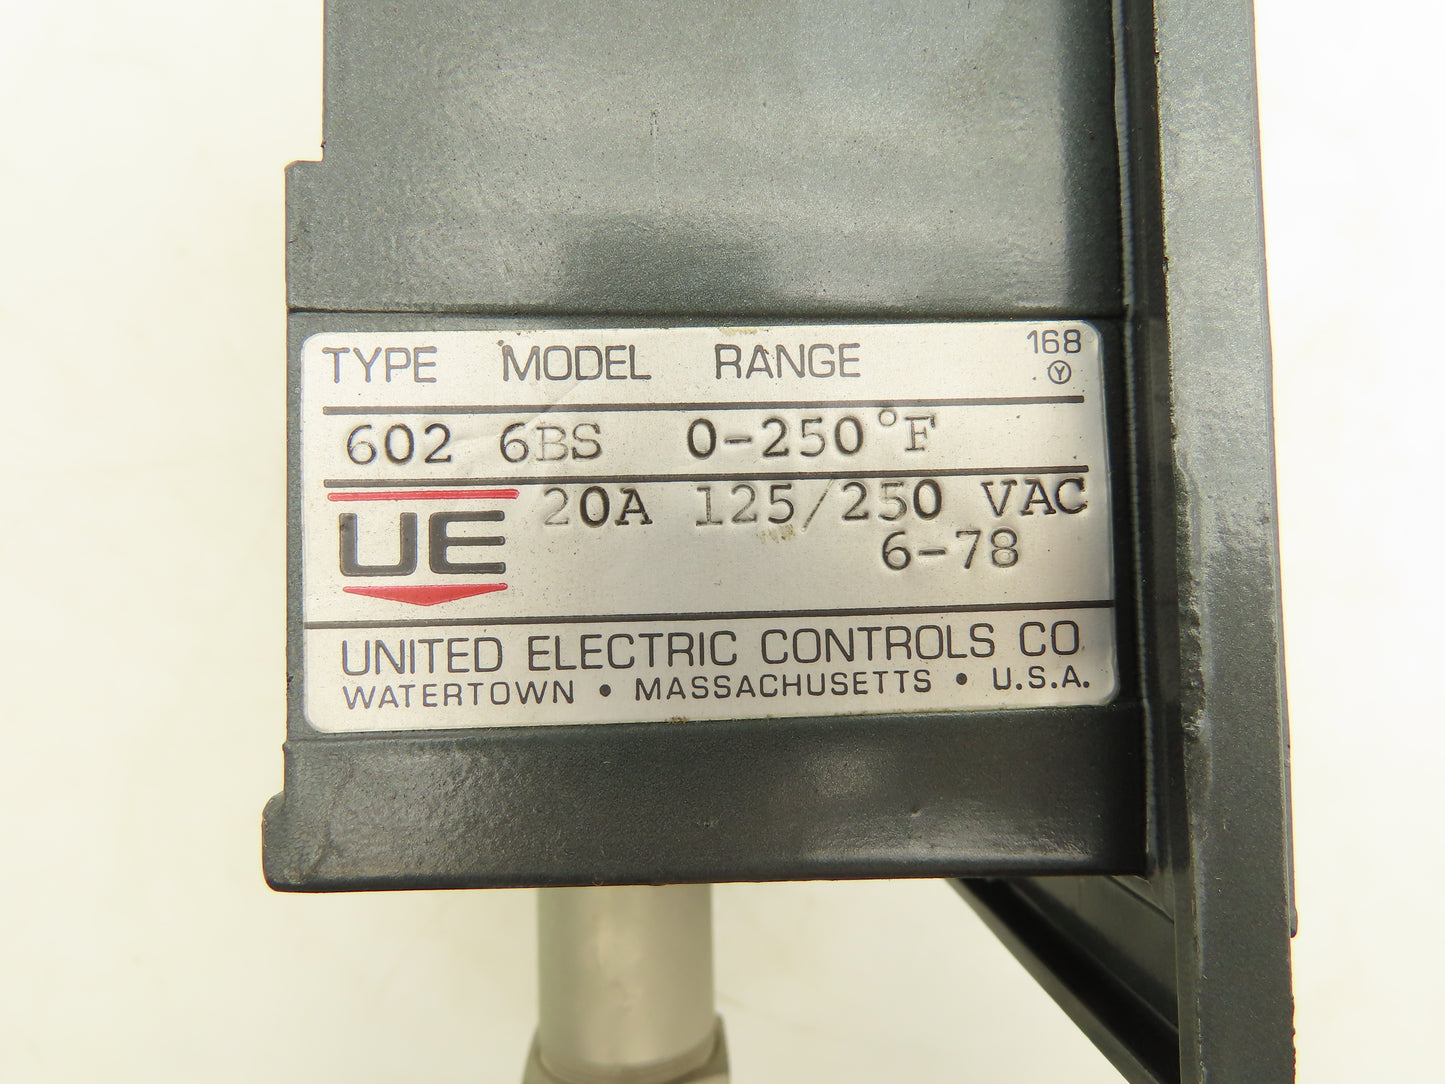 TYPE MODEL RANGE 168
Ⓨ
602 6BS 0-250°F
UE 20A 125/250 VAC
6-78
UNITED ELECTRIC CONTROLS CO
WATERTOWN • MASSACHUSETTS • U.S.A.